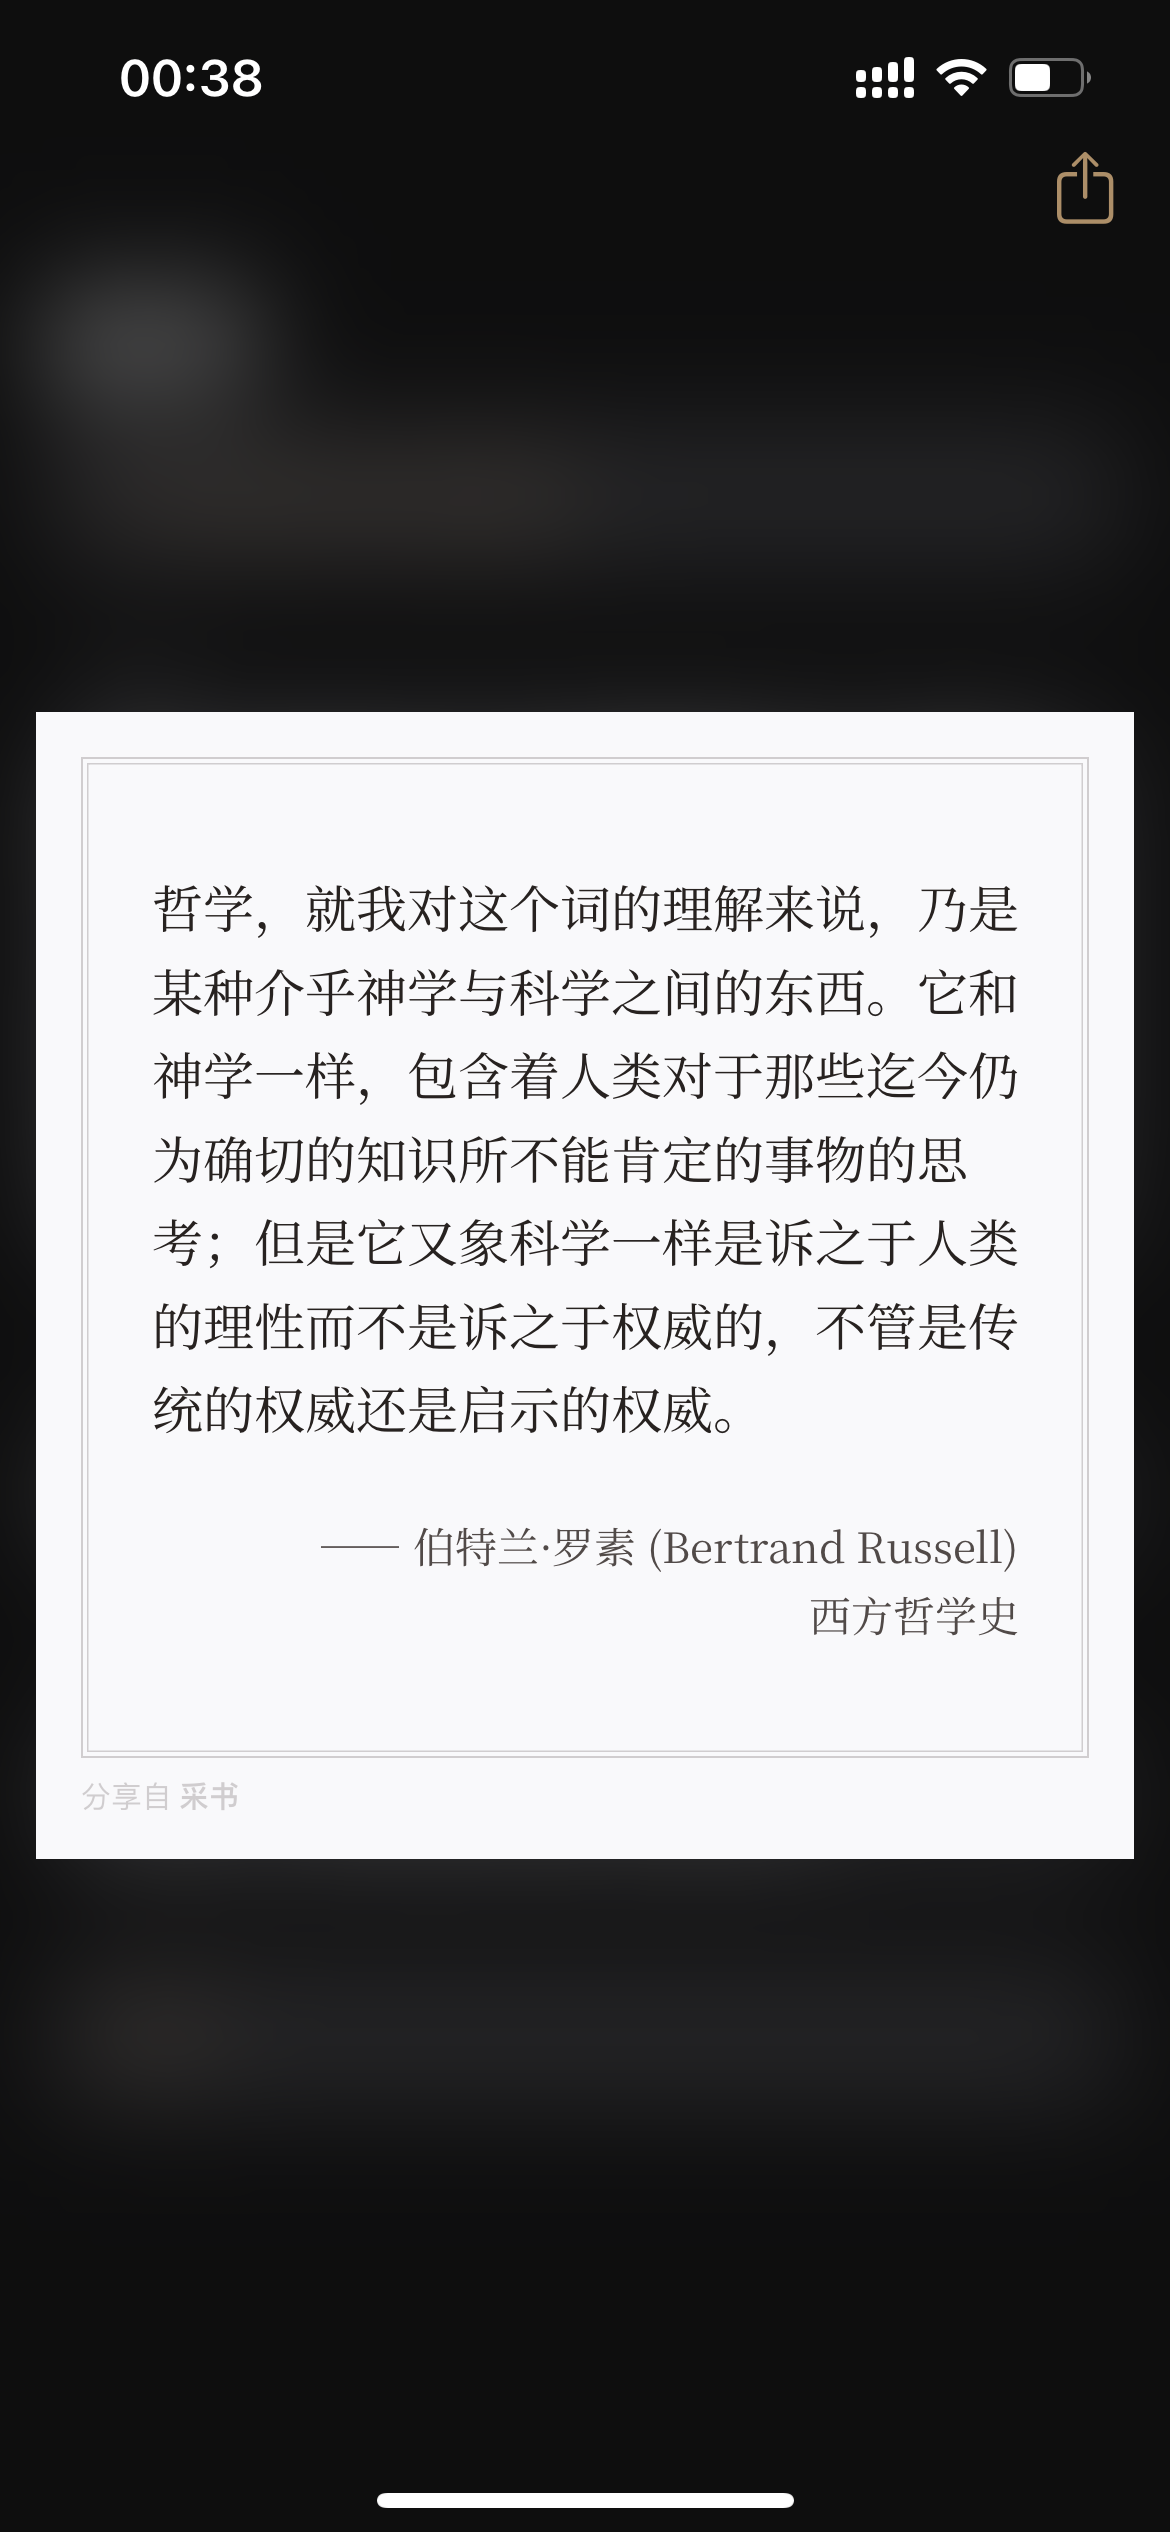 00:38
哲学，就我对这个词的理解来说，乃是
某种介乎神学与科学之间的东西。它和
神学一样，包含着人类对于那些迄今仍
为确切的知识所不能肯定的事物的思
考；但是它又象科学一样是诉之于人类
的理性而不是诉之于权威的，不管是传
统的权威还是启示的权威。
—— 伯特兰·罗素 (Bertrand Russell)
西方哲学史
分享自 采书